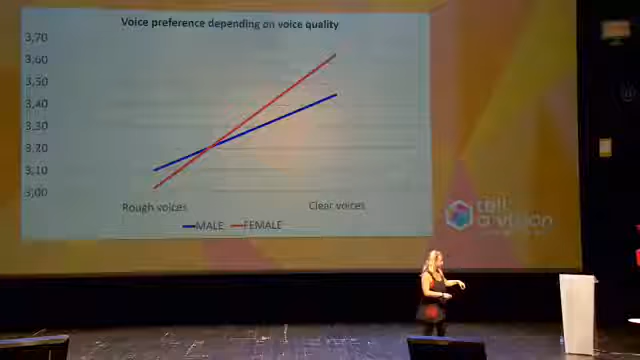 Voice preference depending on voice quality
3,70
3,60
3,50
3,40
3,30
3,20
3,10
3,00
Rough voices
Clear voices
MALE
FEMALE
cell
a vision